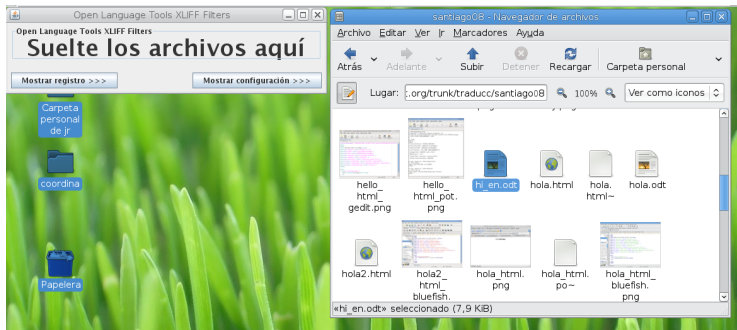 Open Language Tools XLIFF Filters
Open Language Tools XLIFF Filters
Suelte los archivos aquí
Mostrar registro >>>
Mostrar configuración >>>
Carpeta
personal
de jr
coordina
Papelera
santiago08 - Navegador de archivos
Archivo Editar Ver Ir Marcadores Ayuda
Atrás
Adelante
Subir
Detener
Recargar
Carpeta personal
Lugar:
:.org/trunk/traducc/santiago08
100%
Ver como iconos
hello_
html_
gedit.png
hello_
html_pot.
png
hi_en.odt
hola.html
hola.
html~
hola.odt
hola2.html
hola2_
html_
bluefish.
hola_html.
png
hola_html.
po~
hola_html_
bluefish.
png
«hi_en.odt» seleccionado (7,9 KiB)